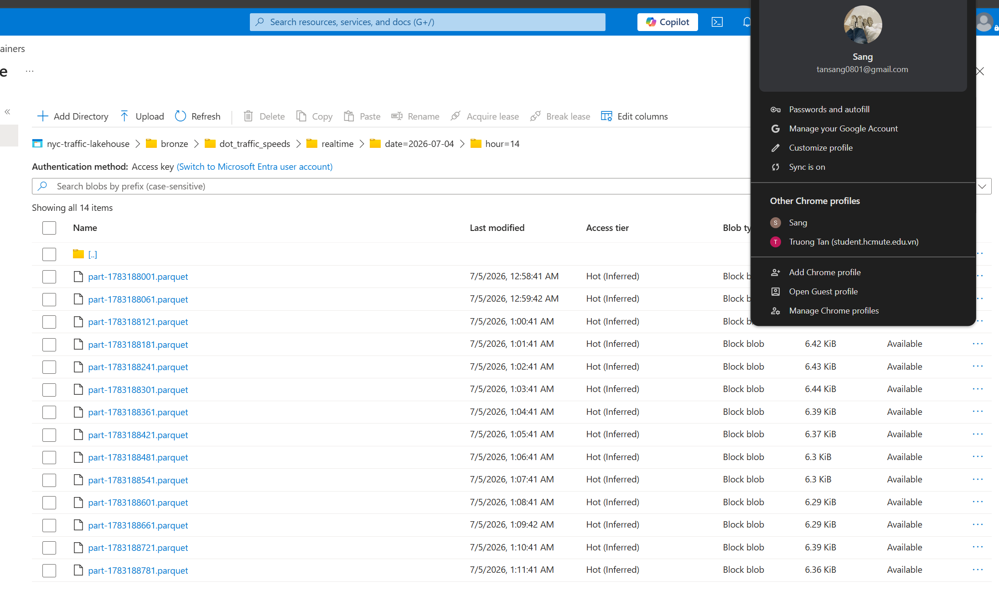 Search resources, services, and docs (G+/)
Copilot
ainers
e ...
Sang
tansang0801@gmail.com
Add Directory Upload Refresh Delete Copy Paste Rename Acquire lease Break lease Edit columns
Passwords and autofill
Manage your Google Account
Customize profile
Sync is on
nyc-traffic-lakehouse > bronze > dot_traffic_speeds > realtime > date=2026-07-04 > hour=14
Authentication method: Access key (Switch to Microsoft Entra user account)
Search blobs by prefix (case-sensitive)
Other Chrome profiles
S Sang
T Truong Tan (student.hcmute.edu.vn)
Add Chrome profile
Open Guest profile
Manage Chrome profiles
Showing all 14 items
Name Last modified Access tier Blob ty
[..]
part-1783188001.parquet 7/5/2026, 12:58:41 AM Hot (Inferred) Block b
part-1783188061.parquet 7/5/2026, 12:59:42 AM Hot (Inferred) Block b
part-1783188121.parquet 7/5/2026, 1:00:41 AM Hot (Inferred) Block b
part-1783188181.parquet 7/5/2026, 1:01:41 AM Hot (Inferred) Block blob 6.42 KiB Available
part-1783188241.parquet 7/5/2026, 1:02:41 AM Hot (Inferred) Block blob 6.43 KiB Available
part-1783188301.parquet 7/5/2026, 1:03:41 AM Hot (Inferred) Block blob 6.44 KiB Available
part-1783188361.parquet 7/5/2026, 1:04:41 AM Hot (Inferred) Block blob 6.39 KiB Available
part-1783188421.parquet 7/5/2026, 1:05:41 AM Hot (Inferred) Block blob 6.37 KiB Available
part-1783188481.parquet 7/5/2026, 1:06:41 AM Hot (Inferred) Block blob 6.3 KiB Available
part-1783188541.parquet 7/5/2026, 1:07:41 AM Hot (Inferred) Block blob 6.3 KiB Available
part-1783188601.parquet 7/5/2026, 1:08:41 AM Hot (Inferred) Block blob 6.29 KiB Available
part-1783188661.parquet 7/5/2026, 1:09:42 AM Hot (Inferred) Block blob 6.29 KiB Available
part-1783188721.parquet 7/5/2026, 1:10:41 AM Hot (Inferred) Block blob 6.39 KiB Available
part-1783188781.parquet 7/5/2026, 1:11:41 AM Hot (Inferred) Block blob 6.36 KiB Available